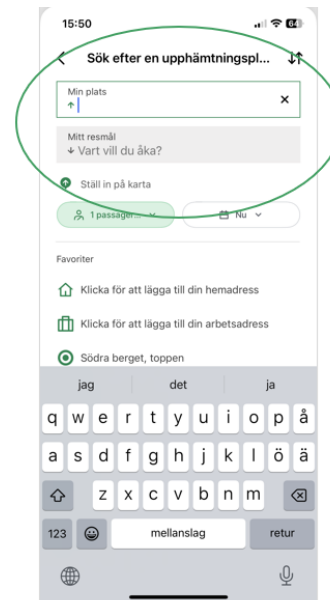 15:50
64
Sök efter en upphämtningspl...
Min plats
Mitt resmål
Vart vill du åka?
Ställ in på karta
1 passager...
Nu
Favoriter
Klicka för att lägga till din hemadress
Klicka för att lägga till din arbetsadress
Södra berget, toppen
jag det ja
q w e r t y u i o p å
a s d f g h j k l ö ä
z x c v b n m
123 mellanslag retur